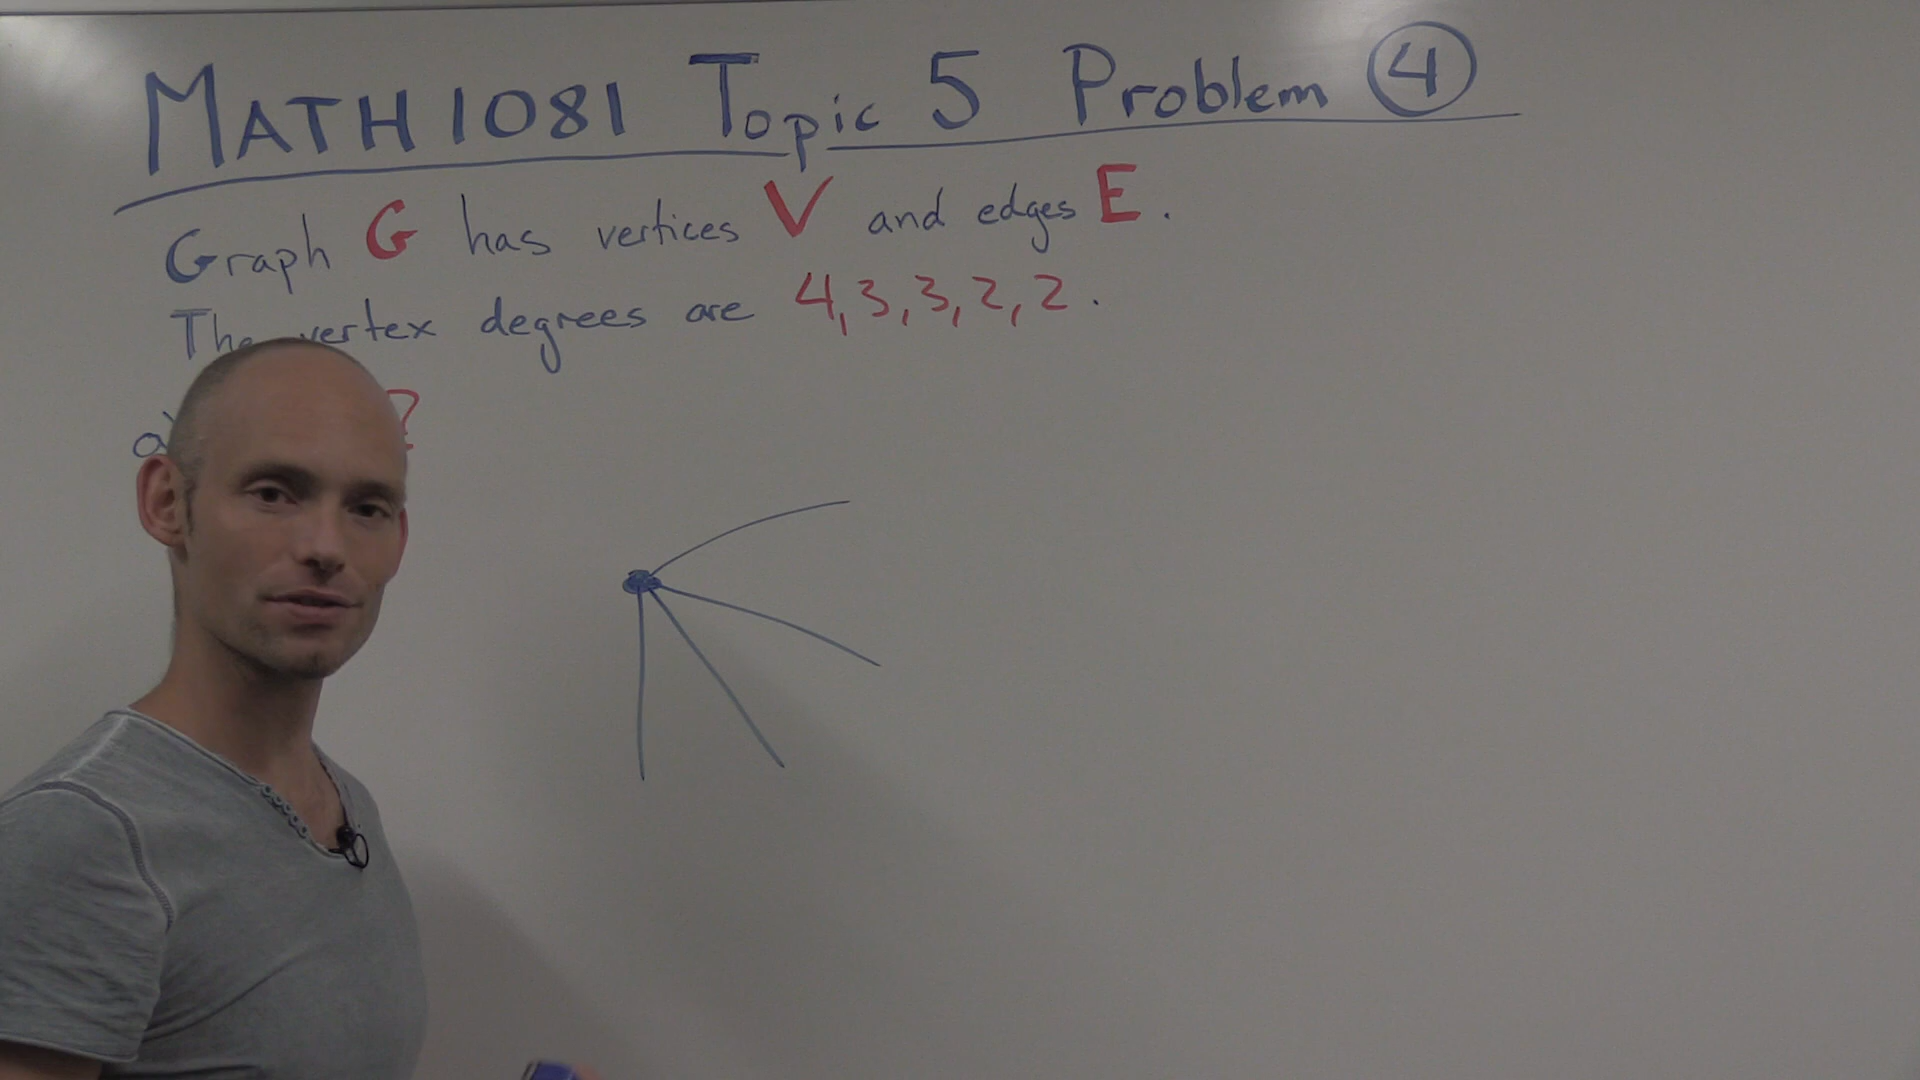 MATH1081 Topic 5 Problem 4
Graph G has vertices V and edges E.
The vertex degrees are 4,3,3,2,2.
a) ?